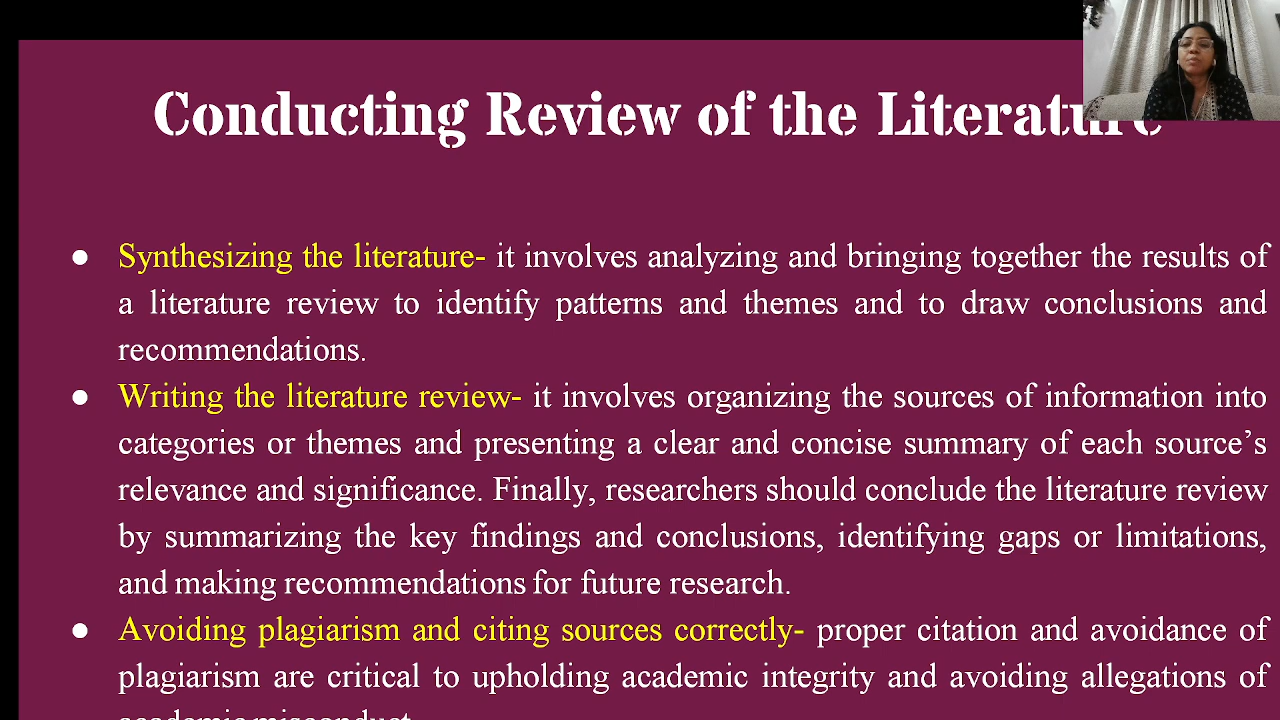 Conducting Review of the Literature
● Synthesizing the literature- it involves analyzing and bringing together the results of
a literature review to identify patterns and themes and to draw conclusions and
recommendations.
● Writing the literature review- it involves organizing the sources of information into
categories or themes and presenting a clear and concise summary of each source’s
relevance and significance. Finally, researchers should conclude the literature review
by summarizing the key findings and conclusions, identifying gaps or limitations,
and making recommendations for future research.
● Avoiding plagiarism and citing sources correctly- proper citation and avoidance of
plagiarism are critical to upholding academic integrity and avoiding allegations of
academic misconduct